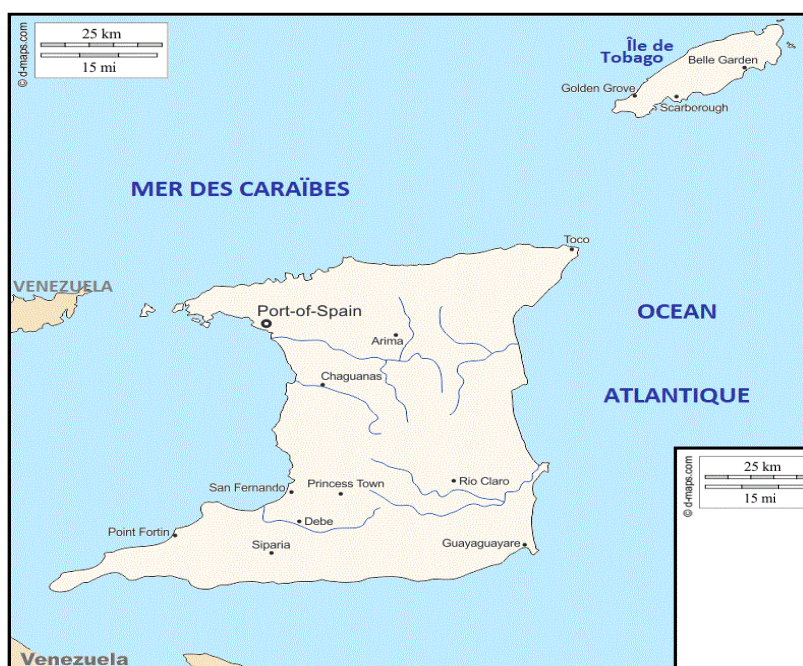 25 km
15 mi
© d-maps.com
Île de
Tobago
Belle Garden
Golden Grove
Scarborough
MER DES CARAÏBES
Toco
VENEZUELA
Port-of-Spain
OCEAN
Arima
Chaguanas
ATLANTIQUE
25 km
15 mi
© d-maps.com
San Fernando
Princess Town
Rio Claro
Debe
Point Fortin
Siparia
Guayaguayare
Venezuela